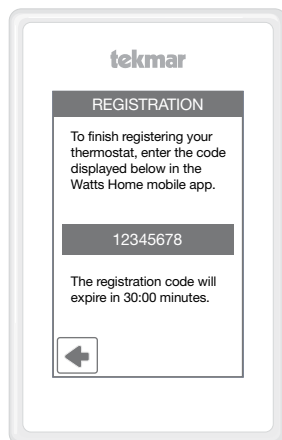 tekmar
REGISTRATION
To finish registering your
thermostat, enter the code
displayed below in the
Watts Home mobile app.
12345678
The registration code will
expire in 30:00 minutes.